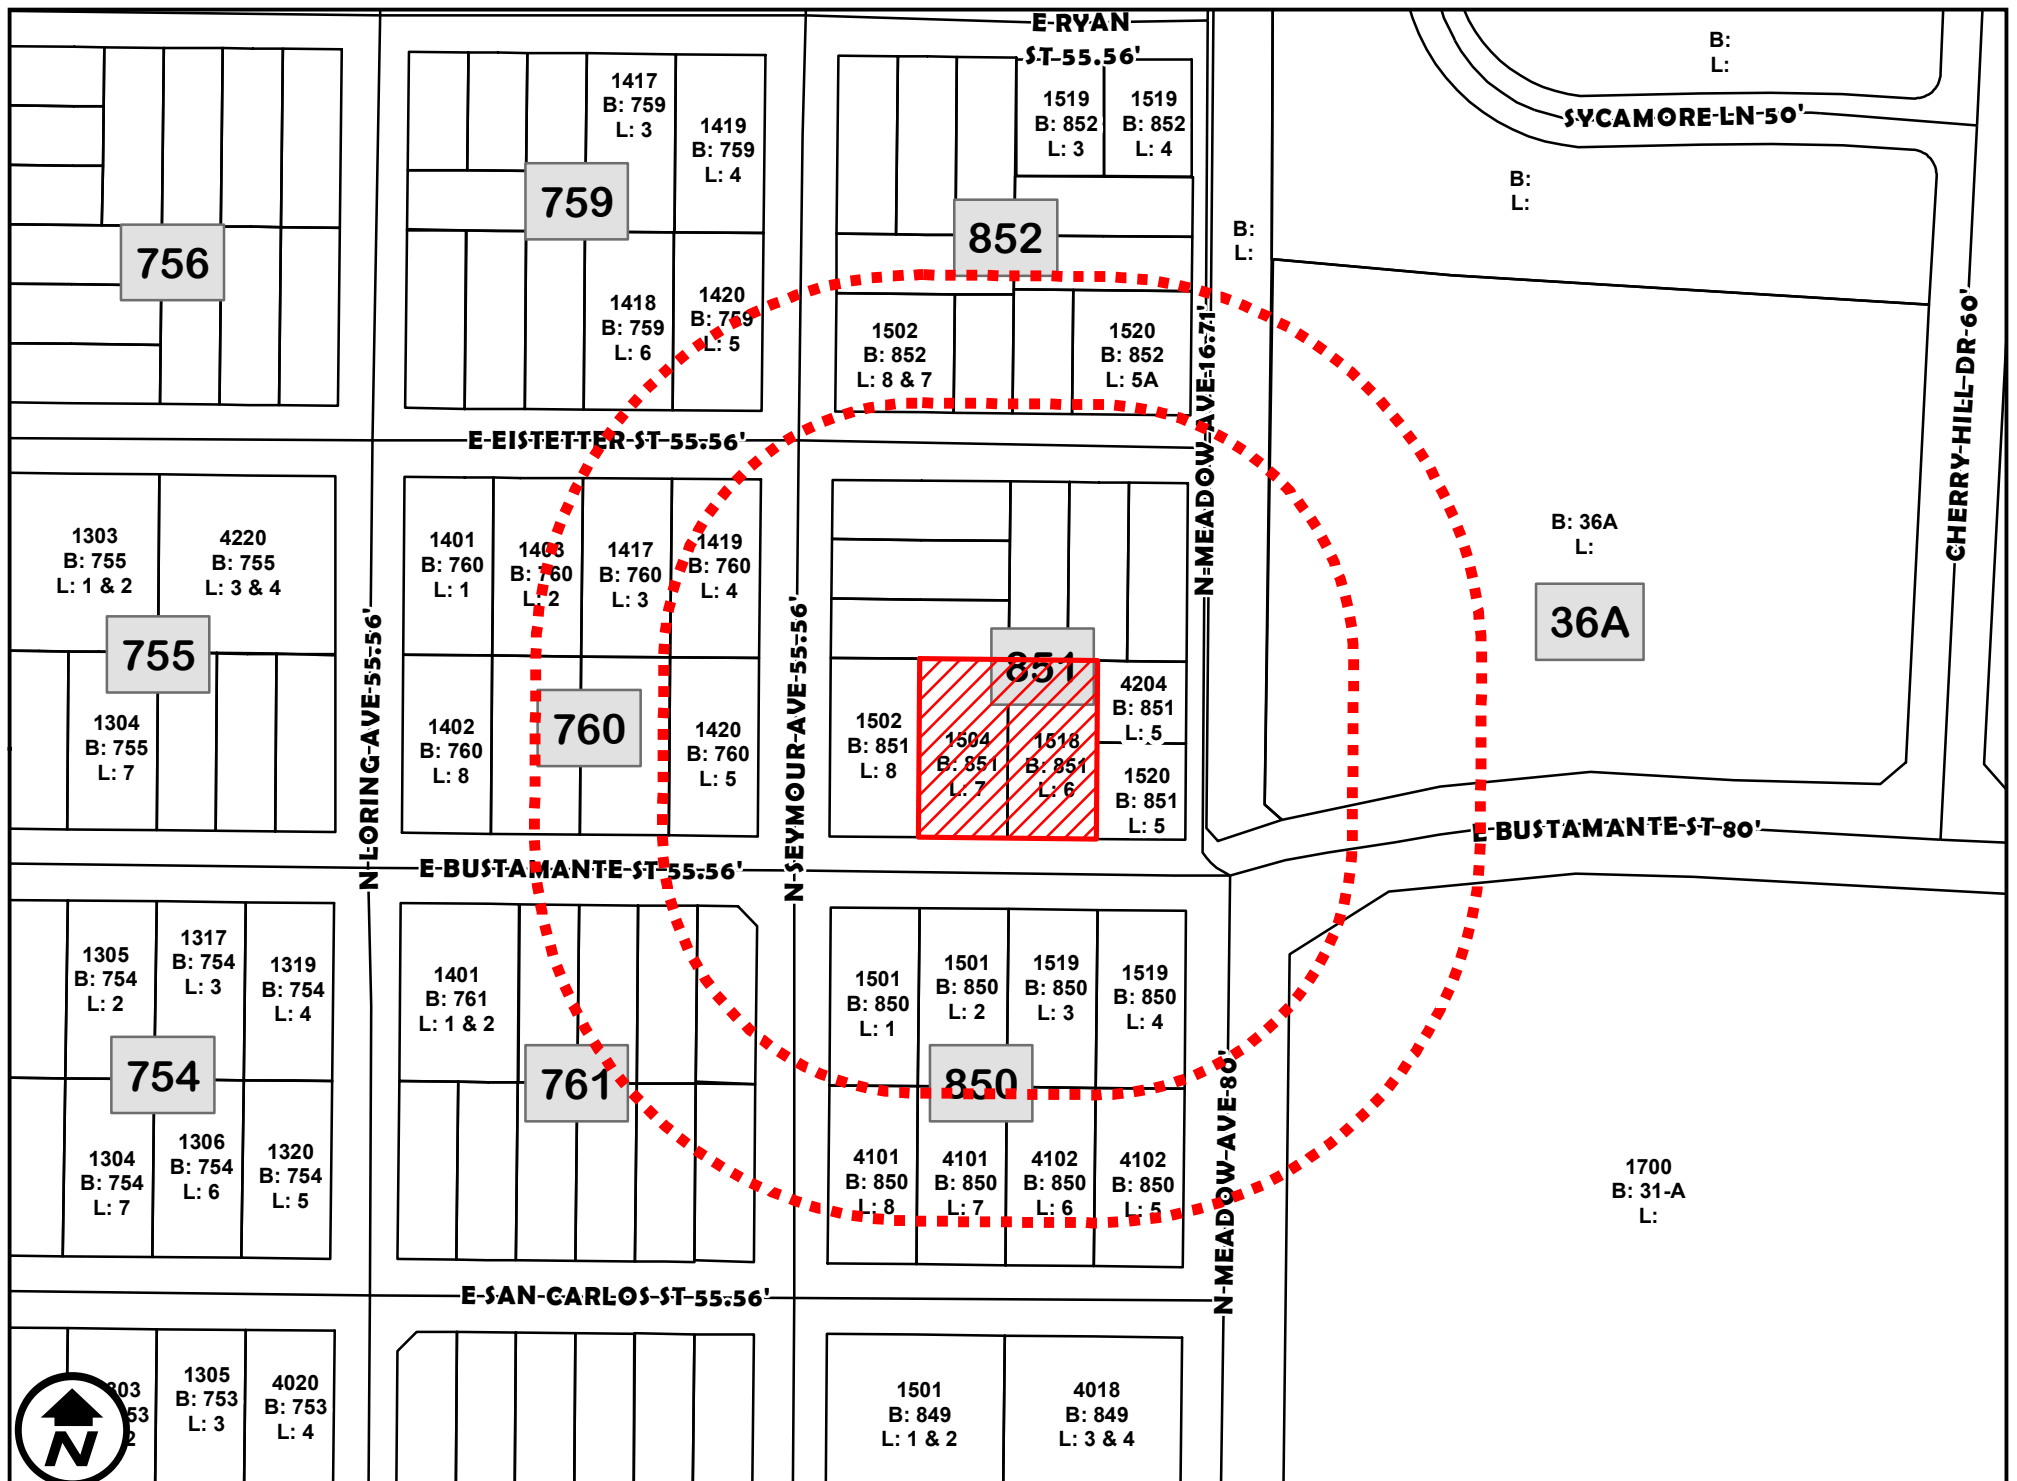 E-RYAN
ST-55.56'
B:
L:
SYCAMORE-LN-50'
1417
B: 759
L: 3
1419
B: 759
L: 4
1519
B: 852
L: 3
1519
B: 852
L: 4
B:
L:
759
852
756
B:
L:
1418
B: 759
L: 6
1420
B: 759
L: 5
1502
B: 852
L: 8 & 7
1520
B: 852
L: 5A
N-MEADOW-AVE-16.71'
CHERRY-HILL-DR-60'
E-EISTETTER-ST-55.56'
1303
B: 755
L: 1 & 2
4220
B: 755
L: 3 & 4
1401
B: 760
L: 1
1403
B: 760
L: 2
1417
B: 760
L: 3
1419
B: 760
L: 4
B: 36A
L:
36A
755
851
1304
B: 755
L: 7
N-LORING-AVE-55.56'
1402
B: 760
L: 8
760
1420
B: 760
L: 5
N-SEYMOUR-AVE-55.56'
1502
B: 851
L: 8
1504
B: 851
L: 7
1518
B: 851
L: 6
4204
B: 851
L: 5
1520
B: 851
L: 5
E-BUSTAMANTE-ST-80'
E-BUSTAMANTE-ST-55.56'
1305
B: 754
L: 2
1317
B: 754
L: 3
1319
B: 754
L: 4
1401
B: 761
L: 1 & 2
1501
B: 850
L: 1
1501
B: 850
L: 2
1519
B: 850
L: 3
1519
B: 850
L: 4
754
761
850
1304
B: 754
L: 7
1306
B: 754
L: 6
1320
B: 754
L: 5
4101
B: 850
L: 8
4101
B: 850
L: 7
4102
B: 850
L: 6
4102
B: 850
L: 5
N-MEADOW-AVE-80'
1700
B: 31-A
L:
E-SAN-CARLOS-ST-55.56'
1305
B: 753
L: 3
4020
B: 753
L: 4
1501
B: 849
L: 1 & 2
4018
B: 849
L: 3 & 4
N